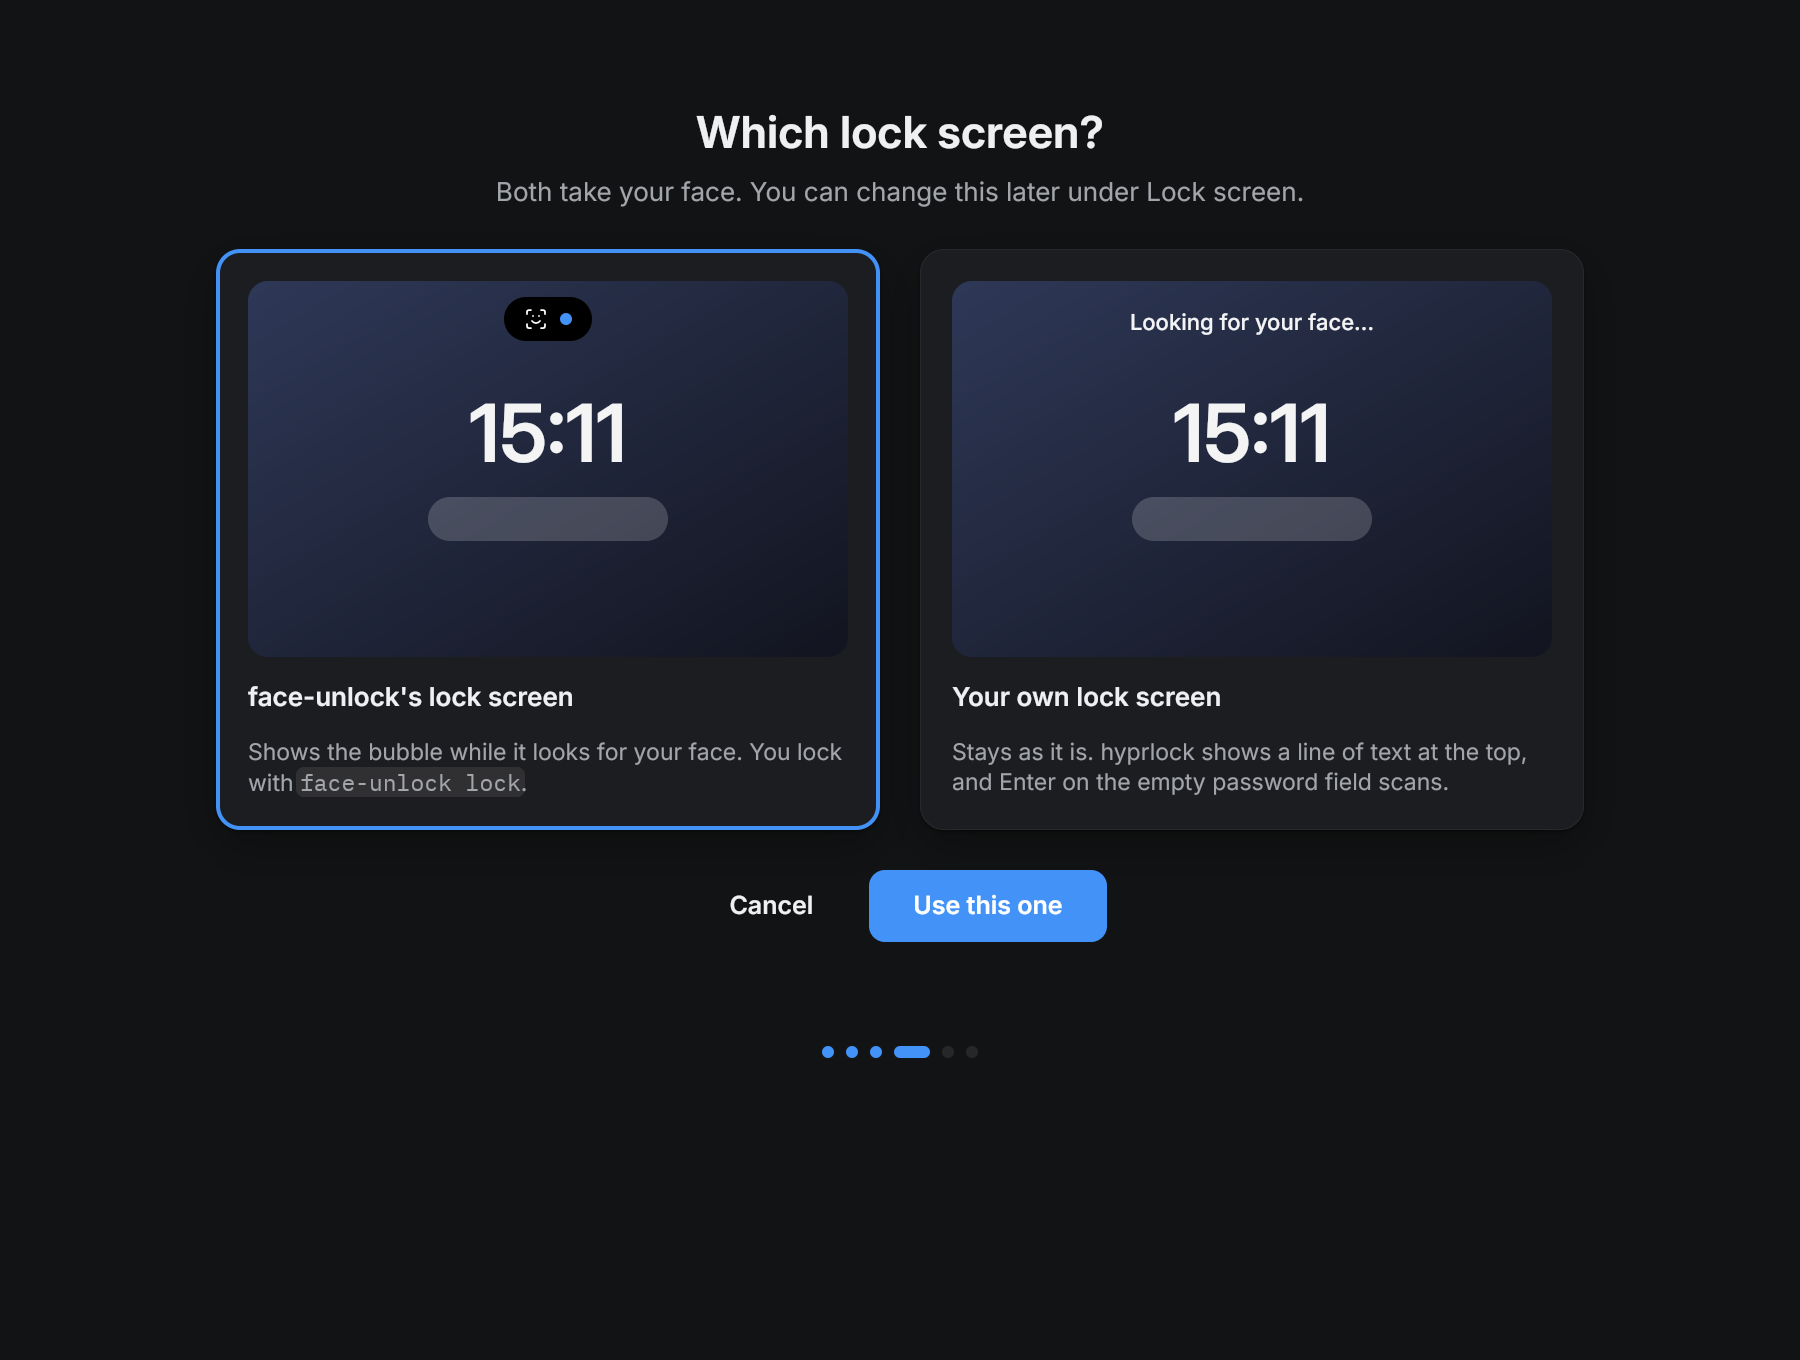 Which lock screen?
Both take your face. You can change this later under Lock screen.
15:11
face-unlock's lock screen
Shows the bubble while it looks for your face. You lock
with face-unlock lock.
Looking for your face...
15:11
Your own lock screen
Stays as it is. hyprlock shows a line of text at the top,
and Enter on the empty password field scans.
Cancel
Use this one